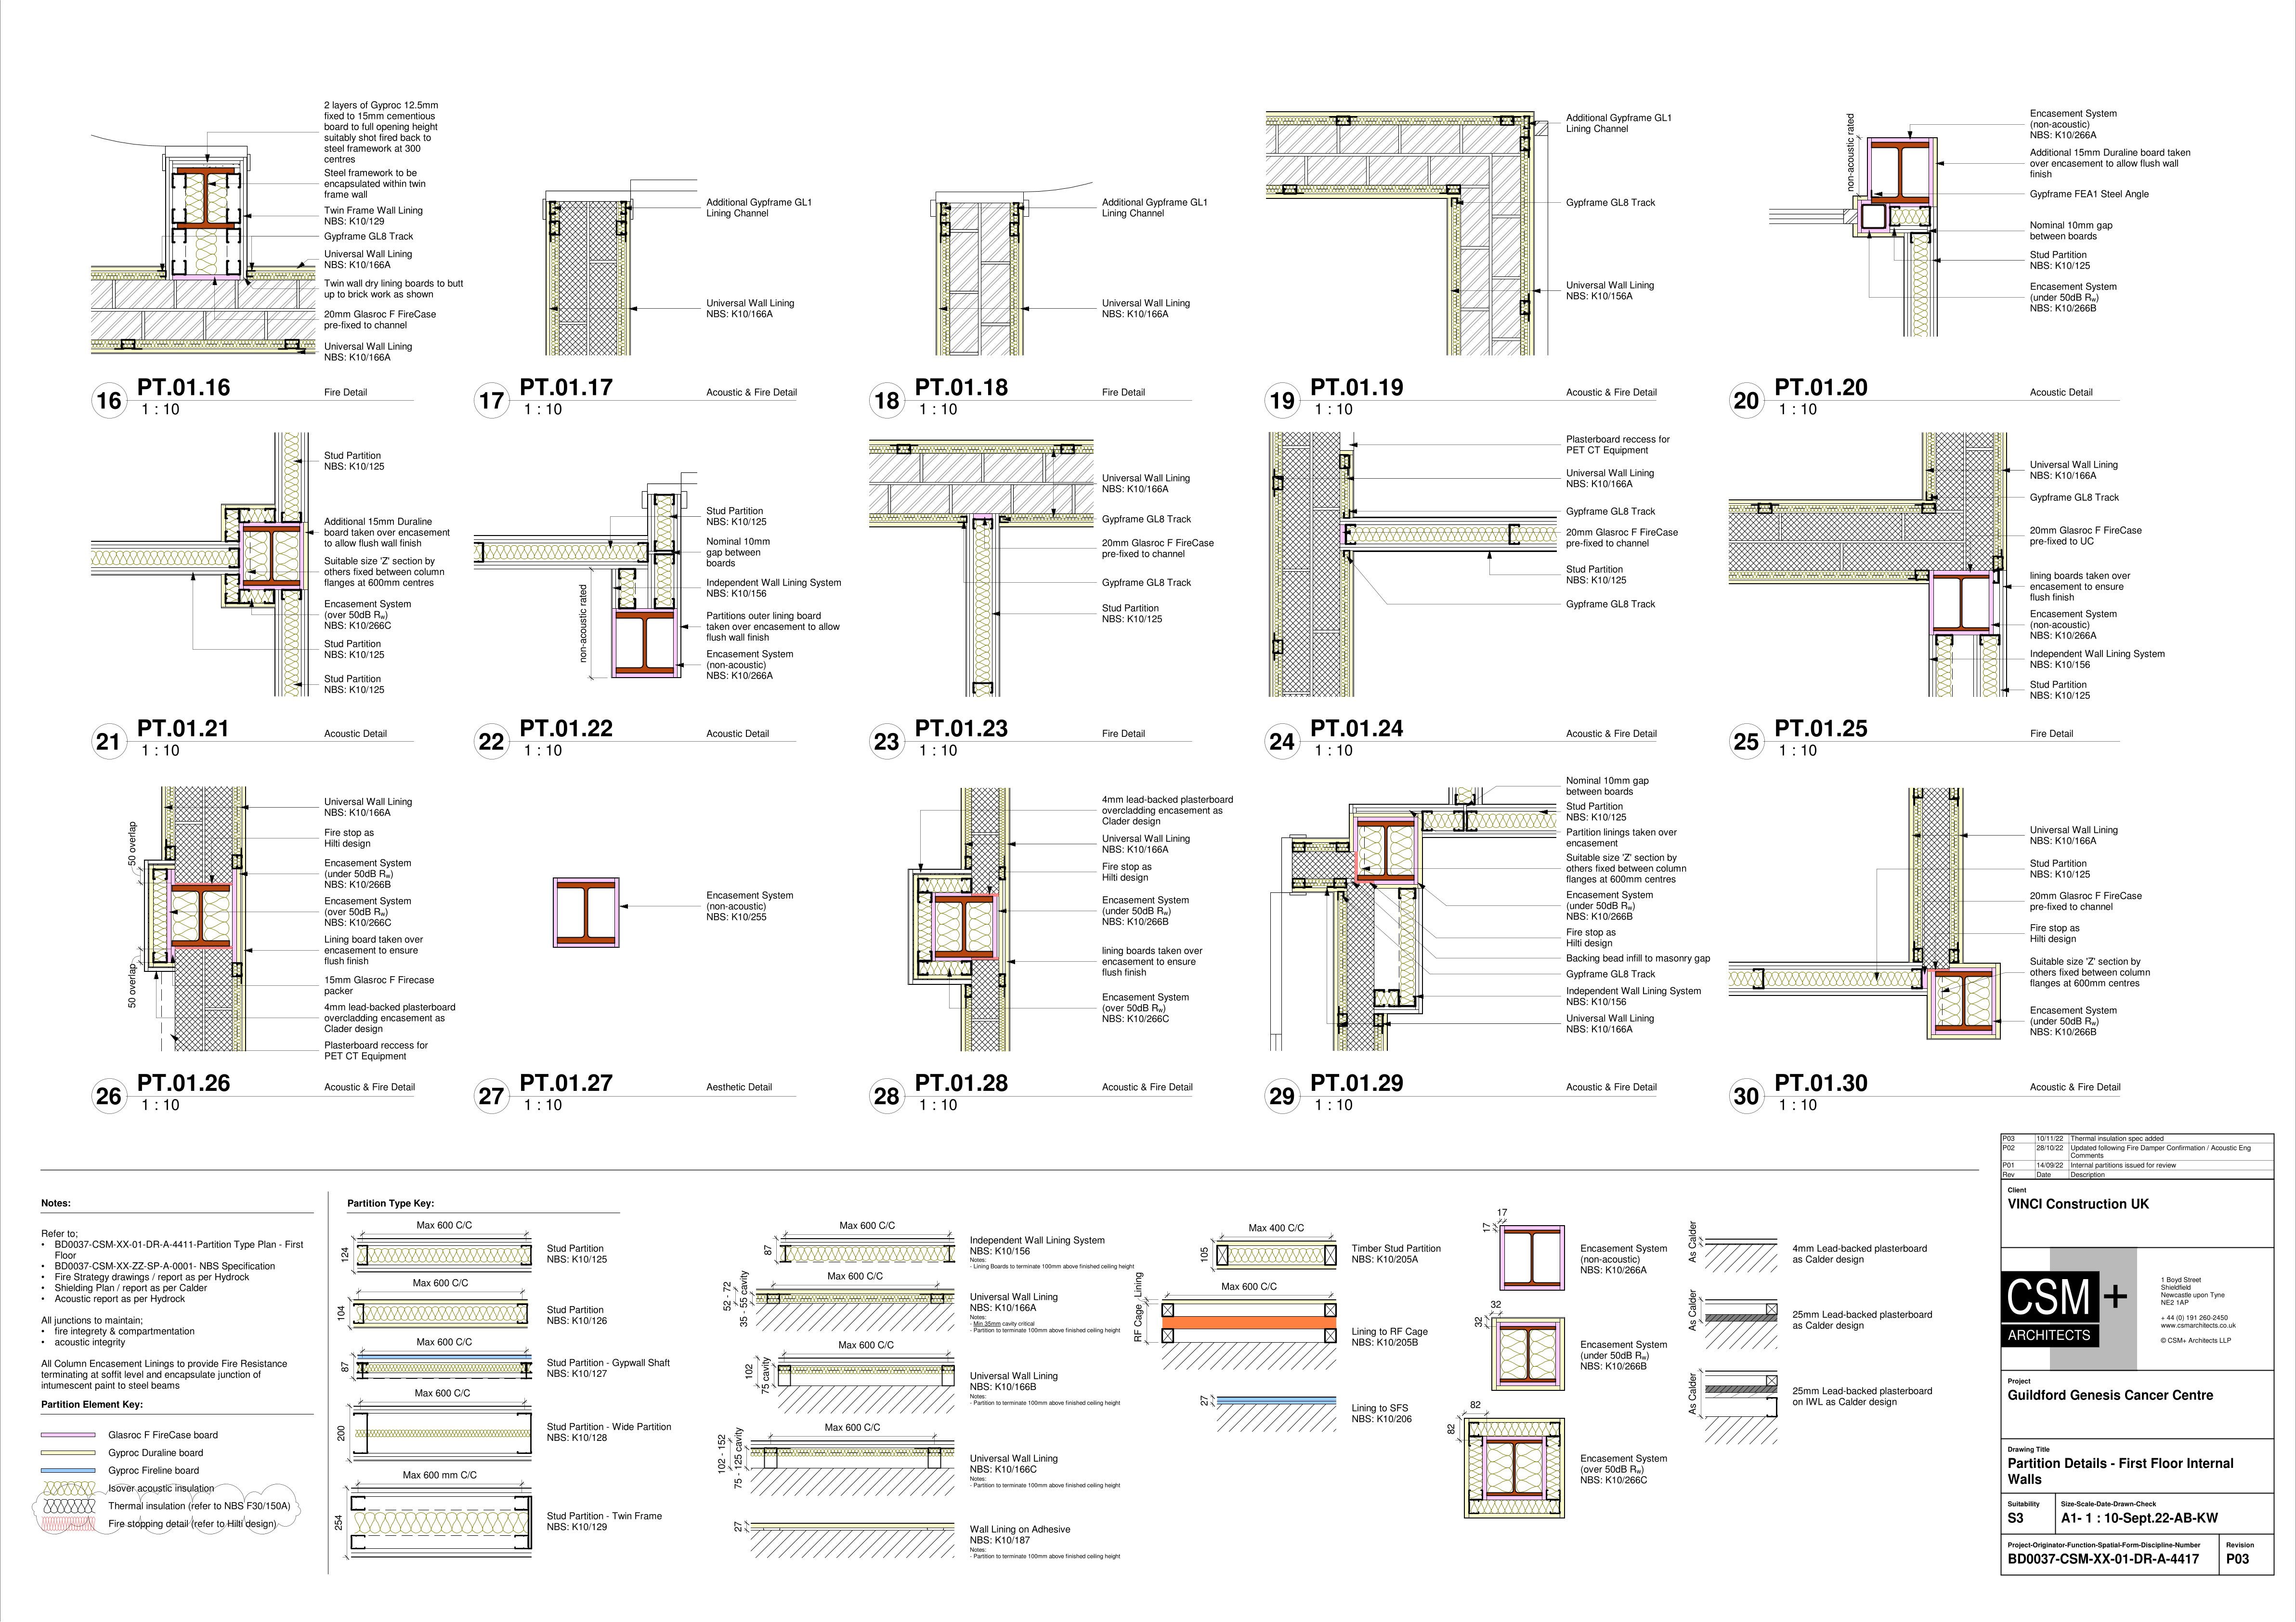 2 layers of Gyproc 12.5mm
fixed to 15mm cementious
board to full opening height
suitably shot fired back to
steel framework at 300
centres
Steel framework to be
encapsulated within twin
frame wall
Twin Frame Wall Lining
NBS: K10/129
Gypframe GL8 Track
Universal Wall Lining
NBS: K10/166A
Twin wall dry lining boards to butt
up to brick work as shown
20mm Glasroc F FireCase
pre-fixed to channel
Universal Wall Lining
NBS: K10/166A
16
PT.01.16
1 : 10
Fire Detail
Additional Gypframe GL1
Lining Channel
Universal Wall Lining
NBS: K10/166A
17
PT.01.17
1 : 10
Acoustic & Fire Detail
Additional Gypframe GL1
Lining Channel
Universal Wall Lining
NBS: K10/166A
18
PT.01.18
1 : 10
Fire Detail
Additional Gypframe GL1
Lining Channel
Gypframe GL8 Track
Universal Wall Lining
NBS: K10/156A
19
PT.01.19
1 : 10
Acoustic & Fire Detail
non-acoustic rated
Encasement System
(non-acoustic)
NBS: K10/266A
Additional 15mm Duraline board taken
over encasement to allow flush wall
finish
Gypframe FEA1 Steel Angle
Nominal 10mm gap
between boards
Stud Partition
NBS: K10/125
Encasement System
(under 50dB Rw)
NBS: K10/266B
20
PT.01.20
1 : 10
Acoustic Detail
Stud Partition
NBS: K10/125
Additional 15mm Duraline
board taken over encasement
to allow flush wall finish
Suitable size 'Z' section by
others fixed between column
flanges at 600mm centres
Encasement System
(over 50dB Rw)
NBS: K10/266C
Stud Partition
NBS: K10/125
Stud Partition
NBS: K10/125
21
PT.01.21
1 : 10
Acoustic Detail
non-acoustic rated
Stud Partition
NBS: K10/125
Nominal 10mm
gap between
boards
Independent Wall Lining System
NBS: K10/156
Partitions outer lining board
taken over encasement to allow
flush wall finish
Encasement System
(non-acoustic)
NBS: K10/266A
22
PT.01.22
1 : 10
Acoustic Detail
Universal Wall Lining
NBS: K10/166A
Gypframe GL8 Track
20mm Glasroc F FireCase
pre-fixed to channel
Gypframe GL8 Track
Stud Partition
NBS: K10/125
23
PT.01.23
1 : 10
Fire Detail
Plasterboard reccess for
PET CT Equipment
Universal Wall Lining
NBS: K10/166A
Gypframe GL8 Track
20mm Glasroc F FireCase
pre-fixed to channel
Stud Partition
NBS: K10/125
Gypframe GL8 Track
24
PT.01.24
1 : 10
Acoustic & Fire Detail
Universal Wall Lining
NBS: K10/166A
Gypframe GL8 Track
20mm Glasroc F FireCase
pre-fixed to UC
lining boards taken over
encasement to ensure
flush finish
Encasement System
(non-acoustic)
NBS: K10/266A
Independent Wall Lining System
NBS: K10/156
Stud Partition
NBS: K10/125
25
PT.01.25
1 : 10
Fire Detail
50 overlap
50 overlap
Universal Wall Lining
NBS: K10/166A
Fire stop as
Hilti design
Encasement System
(under 50dB Rw)
NBS: K10/266B
Encasement System
(over 50dB Rw)
NBS: K10/266C
Lining board taken over
encasement to ensure
flush finish
15mm Glasroc F Firecase
packer
4mm lead-backed plasterboard
overcladding encasement as
Clader design
Plasterboard reccess for
PET CT Equipment
26
PT.01.26
1 : 10
Acoustic & Fire Detail
Encasement System
(non-acoustic)
NBS: K10/255
27
PT.01.27
1 : 10
Aesthetic Detail
4mm lead-backed plasterboard
overcladding encasement as
Clader design
Universal Wall Lining
NBS: K10/166A
Fire stop as
Hilti design
Encasement System
(under 50dB Rw)
NBS: K10/266B
lining boards taken over
encasement to ensure
flush finish
Encasement System
(over 50dB Rw)
NBS: K10/266C
28
PT.01.28
1 : 10
Acoustic & Fire Detail
Nominal 10mm gap
between boards
Stud Partition
NBS: K10/125
Partition linings taken over
encasement
Suitable size 'Z' section by
others fixed between column
flanges at 600mm centres
Encasement System
(under 50dB Rw)
NBS: K10/266B
Fire stop as
Hilti design
Backing bead infill to masonry gap
Gypframe GL8 Track
Independent Wall Lining System
NBS: K10/156
Universal Wall Lining
NBS: K10/166A
29
PT.01.29
1 : 10
Acoustic & Fire Detail
Universal Wall Lining
NBS: K10/166A
Stud Partition
NBS: K10/125
20mm Glasroc F FireCase
pre-fixed to channel
Fire stop as
Hilti design
Suitable size 'Z' section by
others fixed between column
flanges at 600mm centres
Encasement System
(under 50dB Rw)
NBS: K10/266B
30
PT.01.30
1 : 10
Acoustic & Fire Detail
Notes:
Refer to;
• BD0037-CSM-XX-01-DR-A-4411-Partition Type Plan - First
Floor
• BD0037-CSM-XX-ZZ-SP-A-0001- NBS Specification
• Fire Strategy drawings / report as per Hydrock
• Shielding Plan / report as per Calder
• Acoustic report as per Hydrock
All junctions to maintain;
• fire integrety & compartmentation
• acoustic integrity
All Column Encasement Linings to provide Fire Resistance
terminating at soffit level and encapsulate junction of
intumescent paint to steel beams
Partition Element Key:
Glasroc F FireCase board
Gyproc Duraline board
Gyproc Fireline board
Isover acoustic insulation
Thermal insulation (refer to NBS F30/150A)
Fire stopping detail (refer to Hilti design)
Partition Type Key:
Max 600 C/C
124
Stud Partition
NBS: K10/125
Max 600 C/C
104
Stud Partition
NBS: K10/126
Max 600 C/C
87
Stud Partition - Gypwall Shaft
NBS: K10/127
Max 600 C/C
200
Stud Partition - Wide Partition
NBS: K10/128
Max 600 mm C/C
254
Stud Partition - Twin Frame
NBS: K10/129
Max 600 C/C
87
Independent Wall Lining System
NBS: K10/156
Notes:
- Lining Boards to terminate 100mm above finished ceiling height
Max 600 C/C
52 - 72
35 - 55 cavity
Universal Wall Lining
NBS: K10/166A
Notes:
- Min 35mm cavity critical
- Partition to terminate 100mm above finished ceiling height
Max 600 C/C
102
75 cavity
Universal Wall Lining
NBS: K10/166B
Notes:
- Partition to terminate 100mm above finished ceiling height
Max 600 C/C
102 - 152
75 - 125 cavity
Universal Wall Lining
NBS: K10/166C
Notes:
- Partition to terminate 100mm above finished ceiling height
27
Wall Lining on Adhesive
NBS: K10/187
Notes:
- Partition to terminate 100mm above finished ceiling height
Max 400 C/C
105
Timber Stud Partition
NBS: K10/205A
Max 600 C/C
RF Cage Lining
Lining to RF Cage
NBS: K10/205B
27
Lining to SFS
NBS: K10/206
17
17
Encasement System
(non-acoustic)
NBS: K10/266A
32
32
Encasement System
(under 50dB Rw)
NBS: K10/266B
82
82
Encasement System
(over 50dB Rw)
NBS: K10/266C
As Calder
4mm Lead-backed plasterboard
as Calder design
As Calder
25mm Lead-backed plasterboard
as Calder design
As Calder
25mm Lead-backed plasterboard
on IWL as Calder design
P03 10/11/22 Thermal insulation spec added
P02 28/10/22 Updated following Fire Damper Confirmation / Acoustic Eng
Comments
P01 14/09/22 Internal partitions issued for review
Rev Date Description
Client
VINCI Construction UK
CSM+
ARCHITECTS
1 Boyd Street
Shieldfield
Newcastle upon Tyne
NE2 1AP
+ 44 (0) 191 260-2450
www.csmarchitects.co.uk
© CSM+ Architects LLP
Project
Guildford Genesis Cancer Centre
Drawing Title
Partition Details - First Floor Internal
Walls
Suitability
S3
Size-Scale-Date-Drawn-Check
A1- 1 : 10-Sept.22-AB-KW
Project-Originator-Function-Spatial-Form-Discipline-Number
BD0037-CSM-XX-01-DR-A-4417
Revision
P03